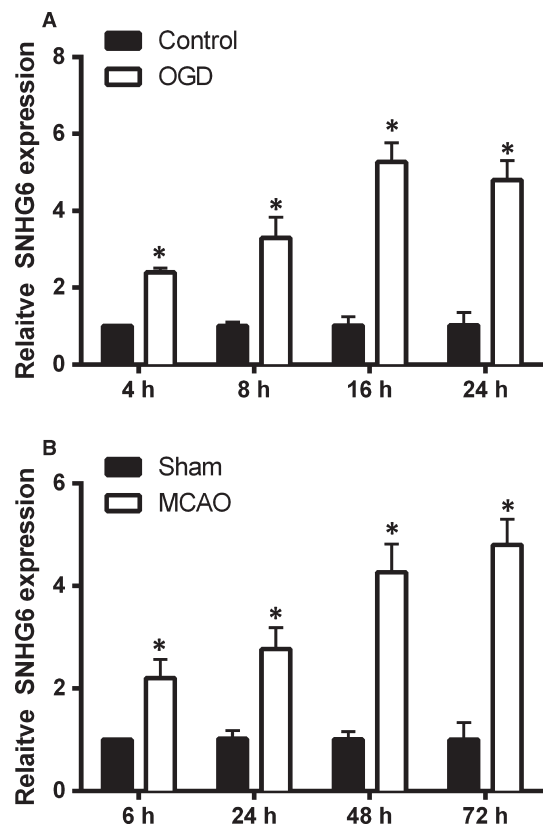 A
Control
OGD
Relaitve SNHG6 expression
8
6
4
2
0
*
*
*
*
4 h
8 h
16 h
24 h
B
Sham
MCAO
Relaitve SNHG6 expression
6
4
2
0
*
*
*
*
6 h
24 h
48 h
72 h